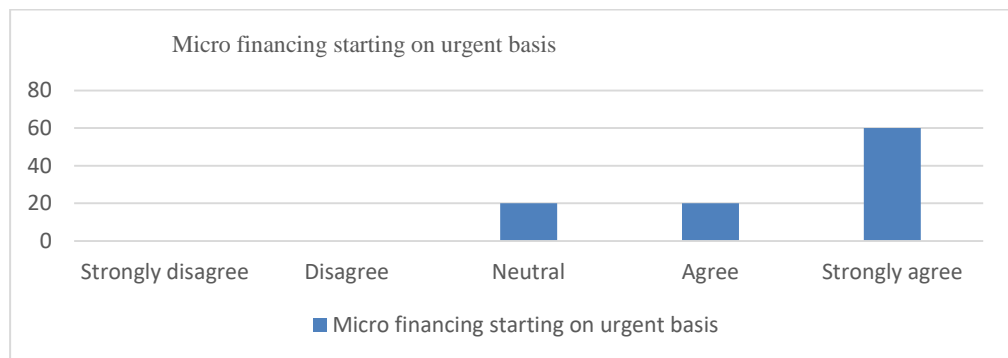 Micro financing starting on urgent basis
80
60
40
20
0
Strongly disagree Disagree Neutral Agree Strongly agree
Micro financing starting on urgent basis